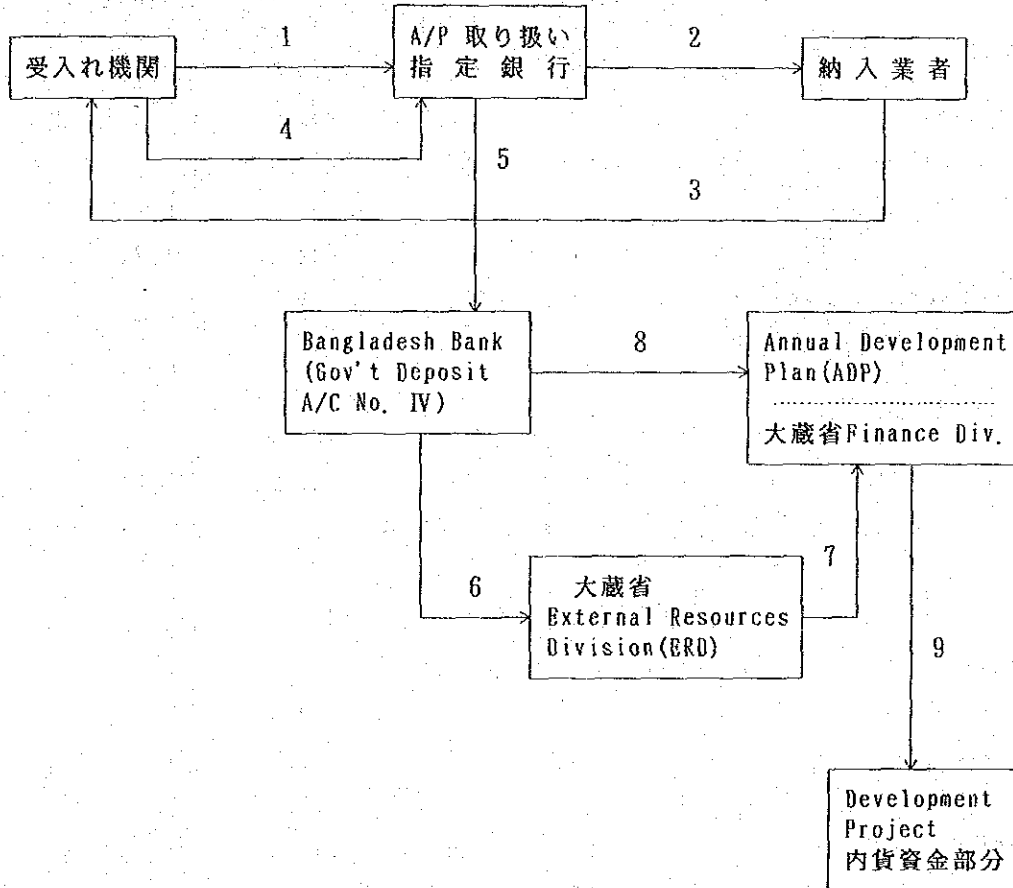 受入れ機関
1
A/P 取り扱い
指定銀行
2
納入業者
4
5
3
Bangladesh Bank
(Gov't Deposit
A/C No. IV)
8
Annual Development
Plan(ADP)
大蔵省Finance Div.
6
大蔵省
External Resources
Division(ERD)
7
9
Development
Project
内貨資金部分